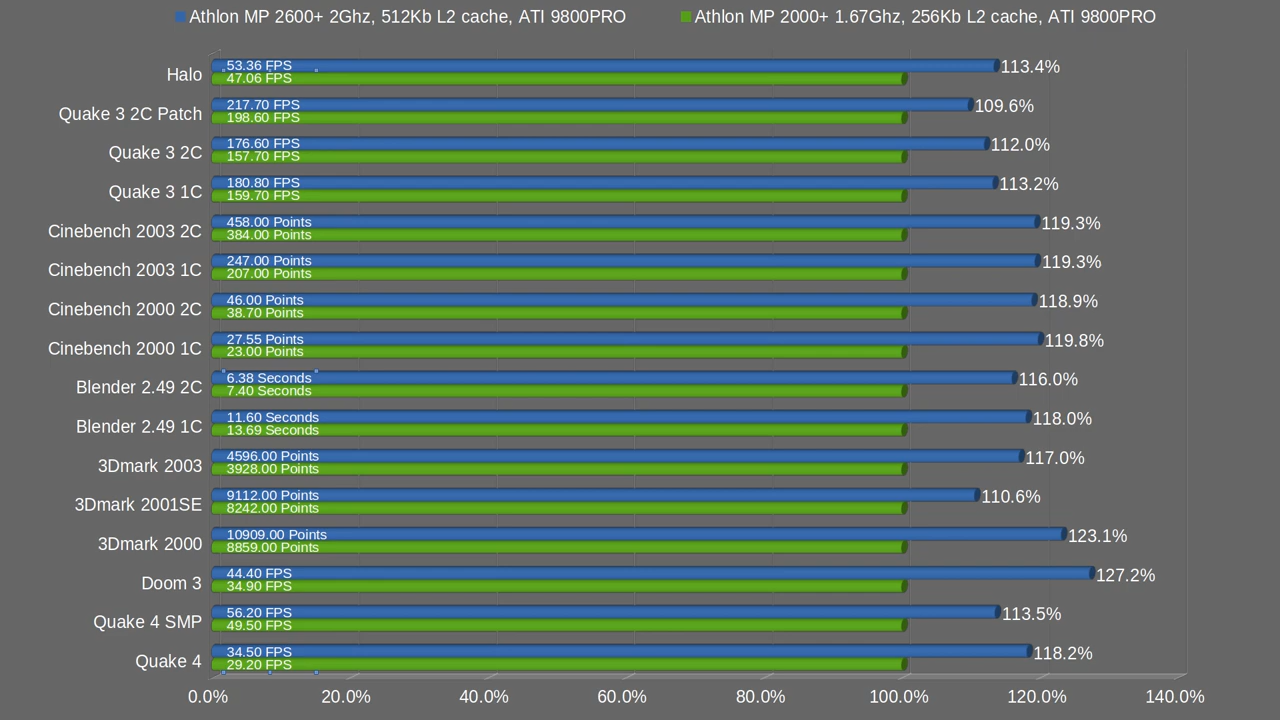 Athlon MP 2600+ 2Ghz, 512Kb L2 cache, ATI 9800PRO
Athlon MP 2000+ 1.67Ghz, 256Kb L2 cache, ATI 9800PRO
Halo
53.36 FPS
113.4%
47.06 FPS
Quake 3 2C Patch
217.70 FPS
109.6%
198.60 FPS
Quake 3 2C
176.60 FPS
112.0%
157.70 FPS
Quake 3 1C
180.80 FPS
113.2%
159.70 FPS
Cinebench 2003 2C
458.00 Points
119.3%
384.00 Points
Cinebench 2003 1C
247.00 Points
119.3%
207.00 Points
Cinebench 2000 2C
46.00 Points
118.9%
38.70 Points
Cinebench 2000 1C
27.55 Points
119.8%
23.00 Points
Blender 2.49 2C
6.38 Seconds
116.0%
7.40 Seconds
Blender 2.49 1C
11.60 Seconds
118.0%
13.69 Seconds
3Dmark 2003
4596.00 Points
117.0%
3928.00 Points
3Dmark 2001SE
9112.00 Points
110.6%
8242.00 Points
3Dmark 2000
10909.00 Points
123.1%
8859.00 Points
Doom 3
44.40 FPS
127.2%
34.90 FPS
Quake 4 SMP
56.20 FPS
113.5%
49.50 FPS
Quake 4
34.50 FPS
118.2%
29.20 FPS
0.0% 20.0% 40.0% 60.0% 80.0% 100.0% 120.0% 140.0%